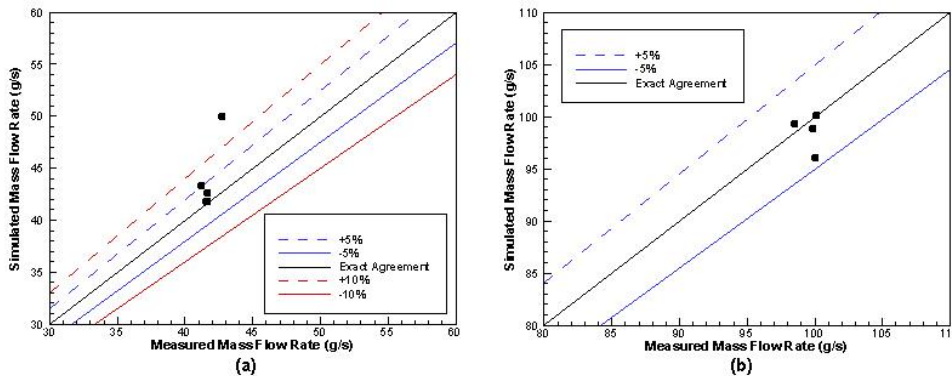 60
55
50
45
40
35
30
Simulated Mass Flow Rate (g/s)
+5%
-5%
Exact Agreement
+10%
-10%
30 35 40 45 50 55 60
Measured Mass Flow Rate (g/s)
(a)
110
105
100
95
90
85
80
Simulated Mass Flow Rate (g/s)
+5%
-5%
Exact Agreement
80 85 90 95 100 105
Measured Mass Flow Rate (g/s)
(b)